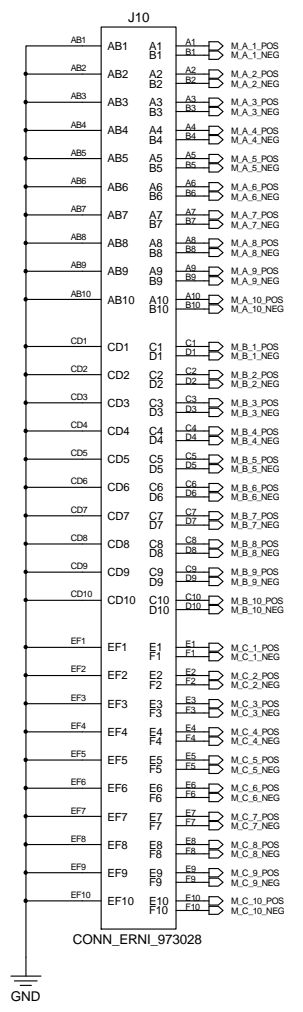 J10
AB1 AB1 A1 A1 M_A_1_POS
B1 B1 M_A_1_NEG
AB2 AB2 A2 A2 M_A_2_POS
B2 B2 M_A_2_NEG
AB3 AB3 A3 A3 M_A_3_POS
B3 B3 M_A_3_NEG
AB4 AB4 A4 A4 M_A_4_POS
B4 B4 M_A_4_NEG
AB5 AB5 A5 A5 M_A_5_POS
B5 B5 M_A_5_NEG
AB6 AB6 A6 A6 M_A_6_POS
B6 B6 M_A_6_NEG
AB7 AB7 A7 A7 M_A_7_POS
B7 B7 M_A_7_NEG
AB8 AB8 A8 A8 M_A_8_POS
B8 B8 M_A_8_NEG
AB9 AB9 A9 A9 M_A_9_POS
B9 B9 M_A_9_NEG
AB10 AB10 A10 A10 M_A_10_POS
B10 B10 M_A_10_NEG
CD1 CD1 C1 C1 M_B_1_POS
D1 D1 M_B_1_NEG
CD2 CD2 C2 C2 M_B_2_POS
D2 D2 M_B_2_NEG
CD3 CD3 C3 C3 M_B_3_POS
D3 D3 M_B_3_NEG
CD4 CD4 C4 C4 M_B_4_POS
D4 D4 M_B_4_NEG
CD5 CD5 C5 C5 M_B_5_POS
D5 D5 M_B_5_NEG
CD6 CD6 C6 C6 M_B_6_POS
D6 D6 M_B_6_NEG
CD7 CD7 C7 C7 M_B_7_POS
D7 D7 M_B_7_NEG
CD8 CD8 C8 C8 M_B_8_POS
D8 D8 M_B_8_NEG
CD9 CD9 C9 C9 M_B_9_POS
D9 D9 M_B_9_NEG
CD10 CD10 C10 C10 M_B_10_POS
D10 D10 M_B_10_NEG
EF1 EF1 E1 E1 M_C_1_POS
F1 F1 M_C_1_NEG
EF2 EF2 E2 E2 M_C_2_POS
F2 F2 M_C_2_NEG
EF3 EF3 E3 E3 M_C_3_POS
F3 F3 M_C_3_NEG
EF4 EF4 E4 E4 M_C_4_POS
F4 F4 M_C_4_NEG
EF5 EF5 E5 E5 M_C_5_POS
F5 F5 M_C_5_NEG
EF6 EF6 E6 E6 M_C_6_POS
F6 F6 M_C_6_NEG
EF7 EF7 E7 E7 M_C_7_POS
F7 F7 M_C_7_NEG
EF8 EF8 E8 E8 M_C_8_POS
F8 F8 M_C_8_NEG
EF9 EF9 E9 E9 M_C_9_POS
F9 F9 M_C_9_NEG
EF10 EF10 E10 E10 M_C_10_POS
F10 F10 M_C_10_NEG
CONN_ERNI_973028
GND